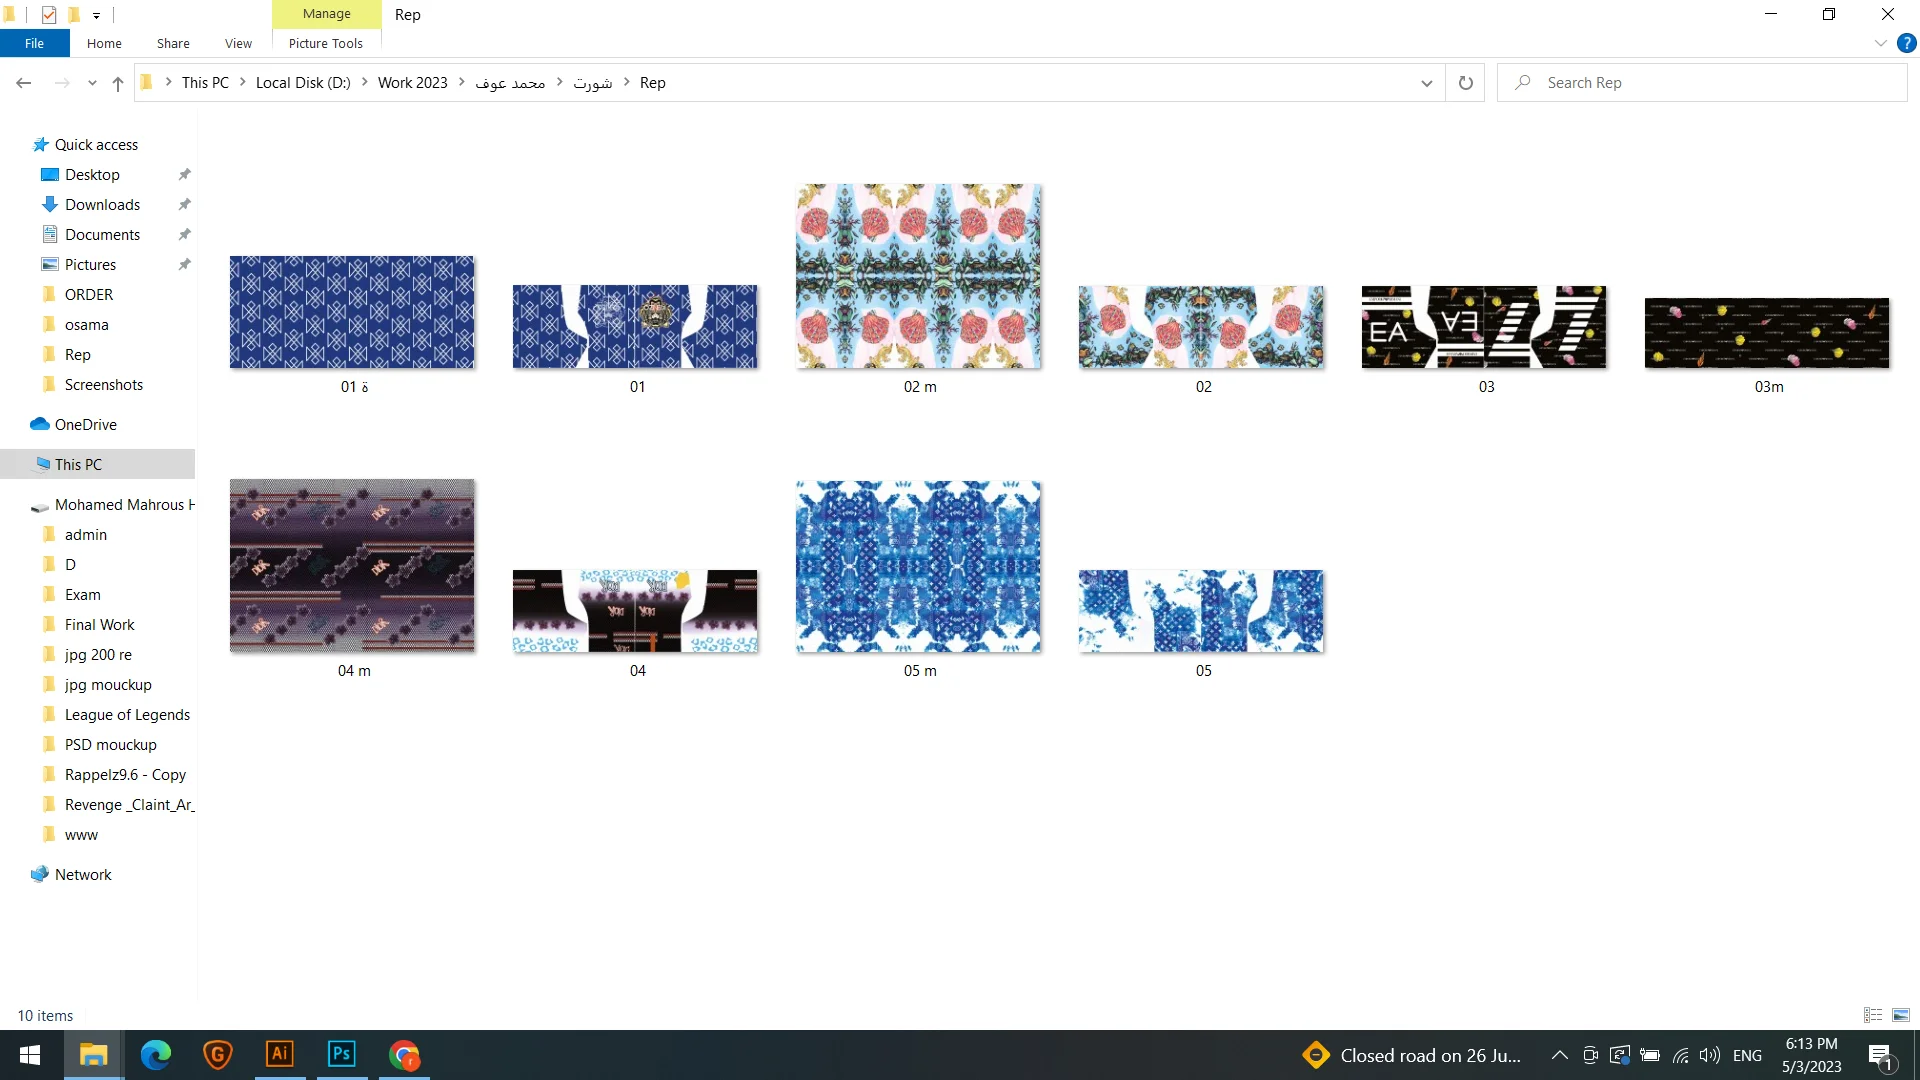 Manage
Rep
File
Home
Share
View
Picture Tools
This PC
Local Disk (D:)
Work 2023
محمد عوف
شورت
Rep
Search Rep
Quick access
Desktop
Downloads
Documents
Pictures
ORDER
osama
Rep
Screenshots
OneDrive
This PC
Mohamed Mahrous H
admin
D
Exam
Final Work
jpg 200 re
jpg mouckup
League of Legends
PSD mouckup
Rappelz9.6 - Copy
Revenge _Claint_Ar_
www
Network
01 ة
01
02 m
02
EA
EA
7
03
03m
04 m
04
05 m
05
10 items
G
Ai
Ps
Closed road on 26 Ju...
ENG
6:13 PM
5/3/2023
1